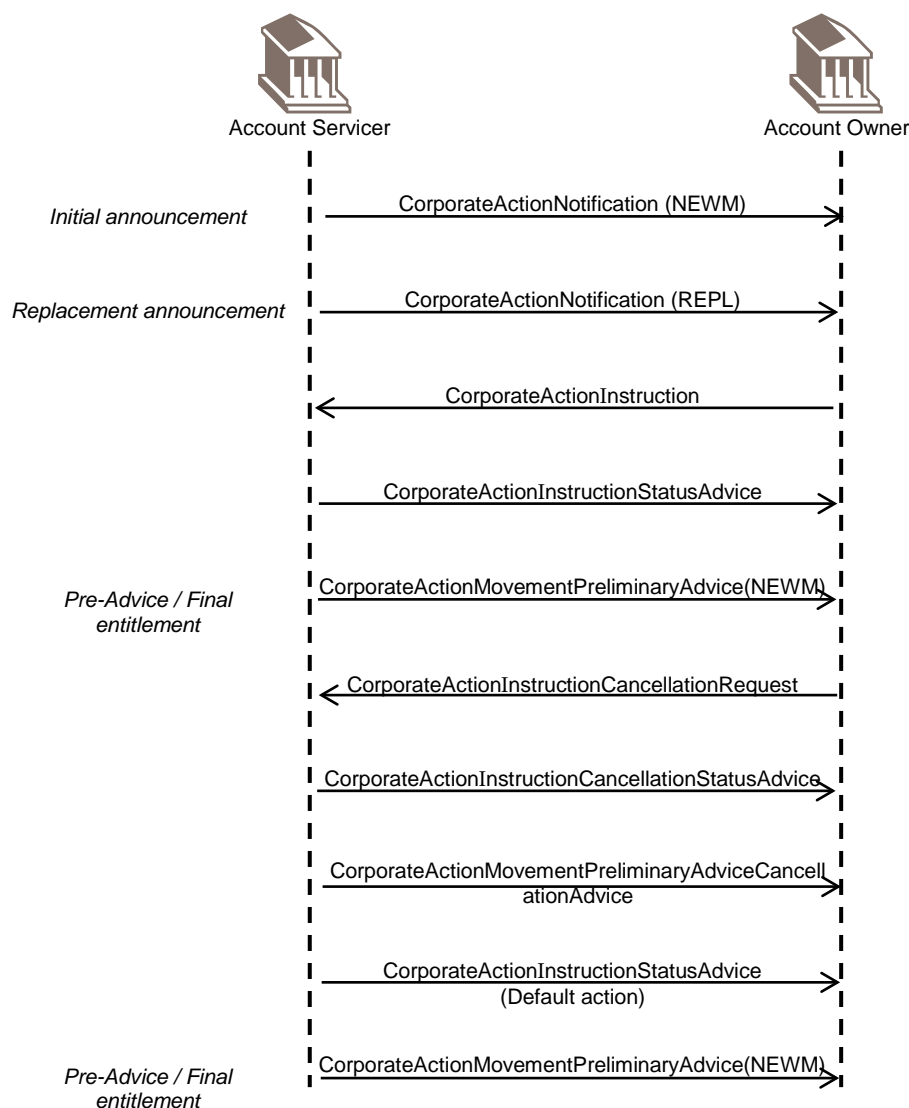 Account Servicer
Account Owner
Initial announcement
CorporateActionNotification (NEWM)
Replacement announcement
CorporateActionNotification (REPL)
CorporateActionInstruction
CorporateActionInstructionStatusAdvice
Pre-Advice / Final
entitlement
CorporateActionMovementPreliminaryAdvice(NEWM)
CorporateActionInstructionCancellationRequest
CorporateActionInstructionCancellationStatusAdvice
CorporateActionMovementPreliminaryAdviceCancell
ationAdvice
CorporateActionInstructionStatusAdvice
(Default action)
Pre-Advice / Final
entitlement
CorporateActionMovementPreliminaryAdvice(NEWM)